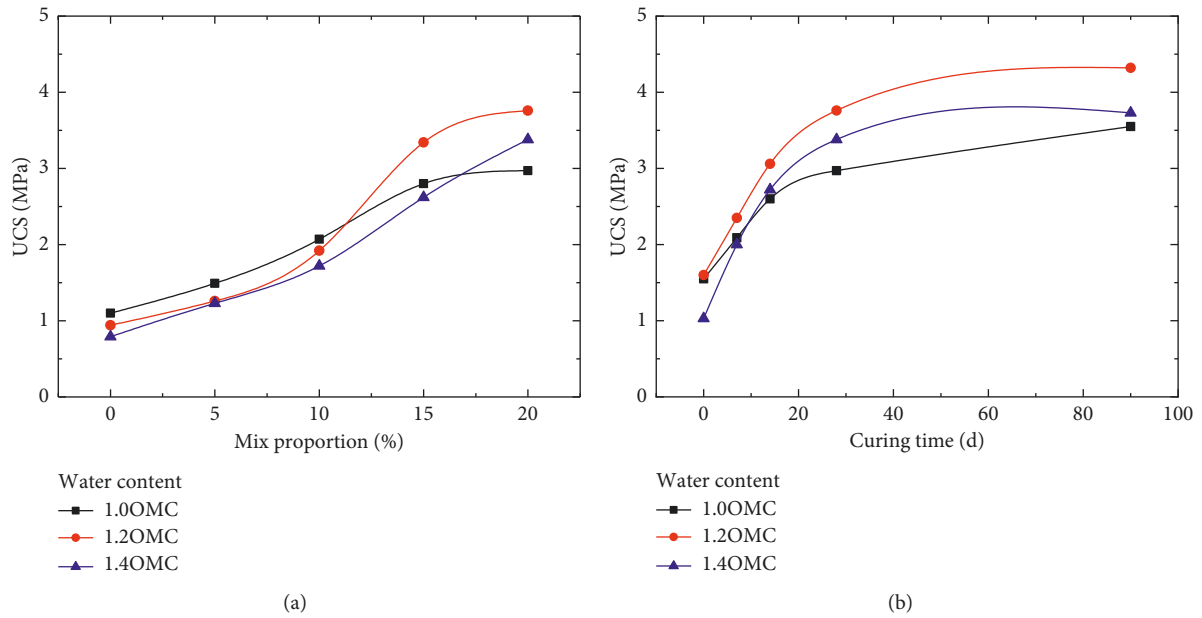 5
4
3
2
1
0
UCS (MPa)
0 5 10 15 20
Mix proportion (%)
Water content
1.0OMC
1.2OMC
1.4OMC
(a)
5
4
3
2
1
0
UCS (MPa)
0 20 40 60 80 100
Curing time (d)
Water content
1.0OMC
1.2OMC
1.4OMC
(b)